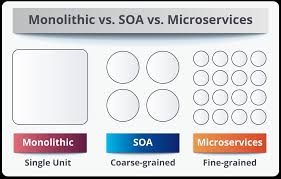 Monolithic vs. SOA vs. Microservices
Monolithic
SOA
Microservices
Single Unit
Coarse-grained
Fine-grained